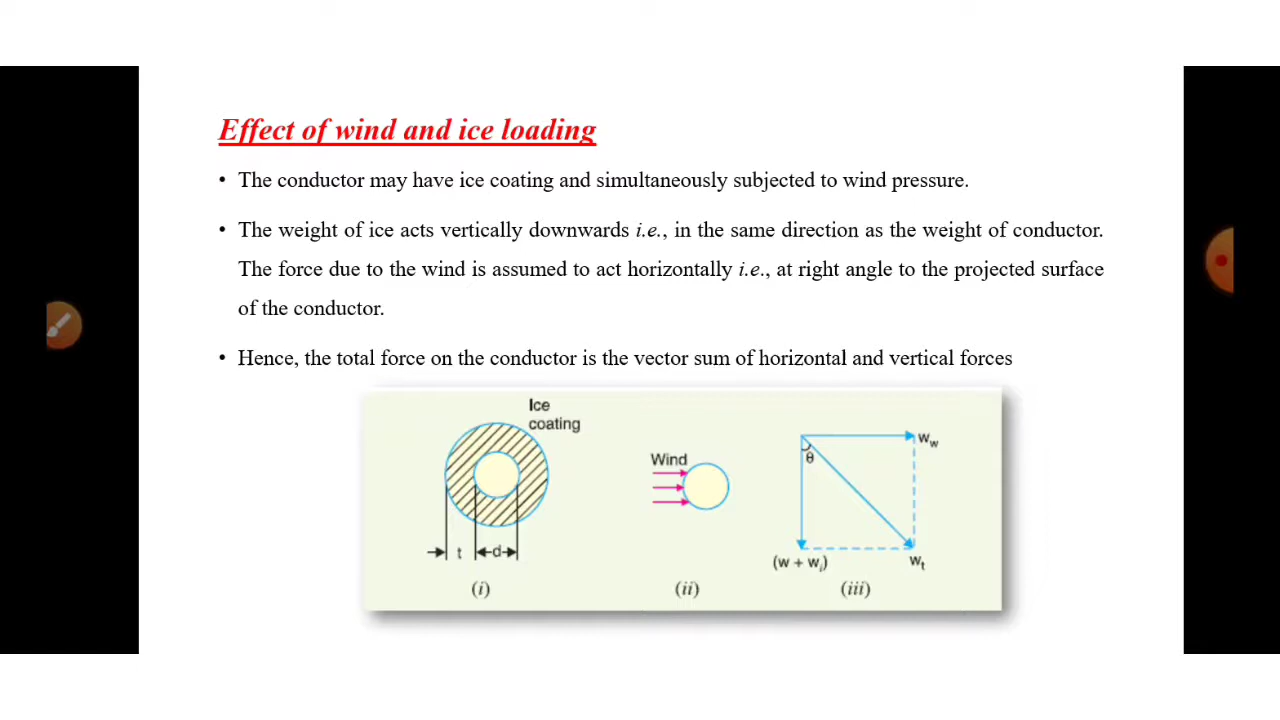 Effect of wind and ice loading
• The conductor may have ice coating and simultaneously subjected to wind pressure.
• The weight of ice acts vertically downwards i.e., in the same direction as the weight of conductor.
The force due to the wind is assumed to act horizontally i.e., at right angle to the projected surface
of the conductor.
• Hence, the total force on the conductor is the vector sum of horizontal and vertical forces
Ice
coating
t
d
(i)
Wind
(ii)
θ
w_w
(w + w_i)
w_t
(iii)